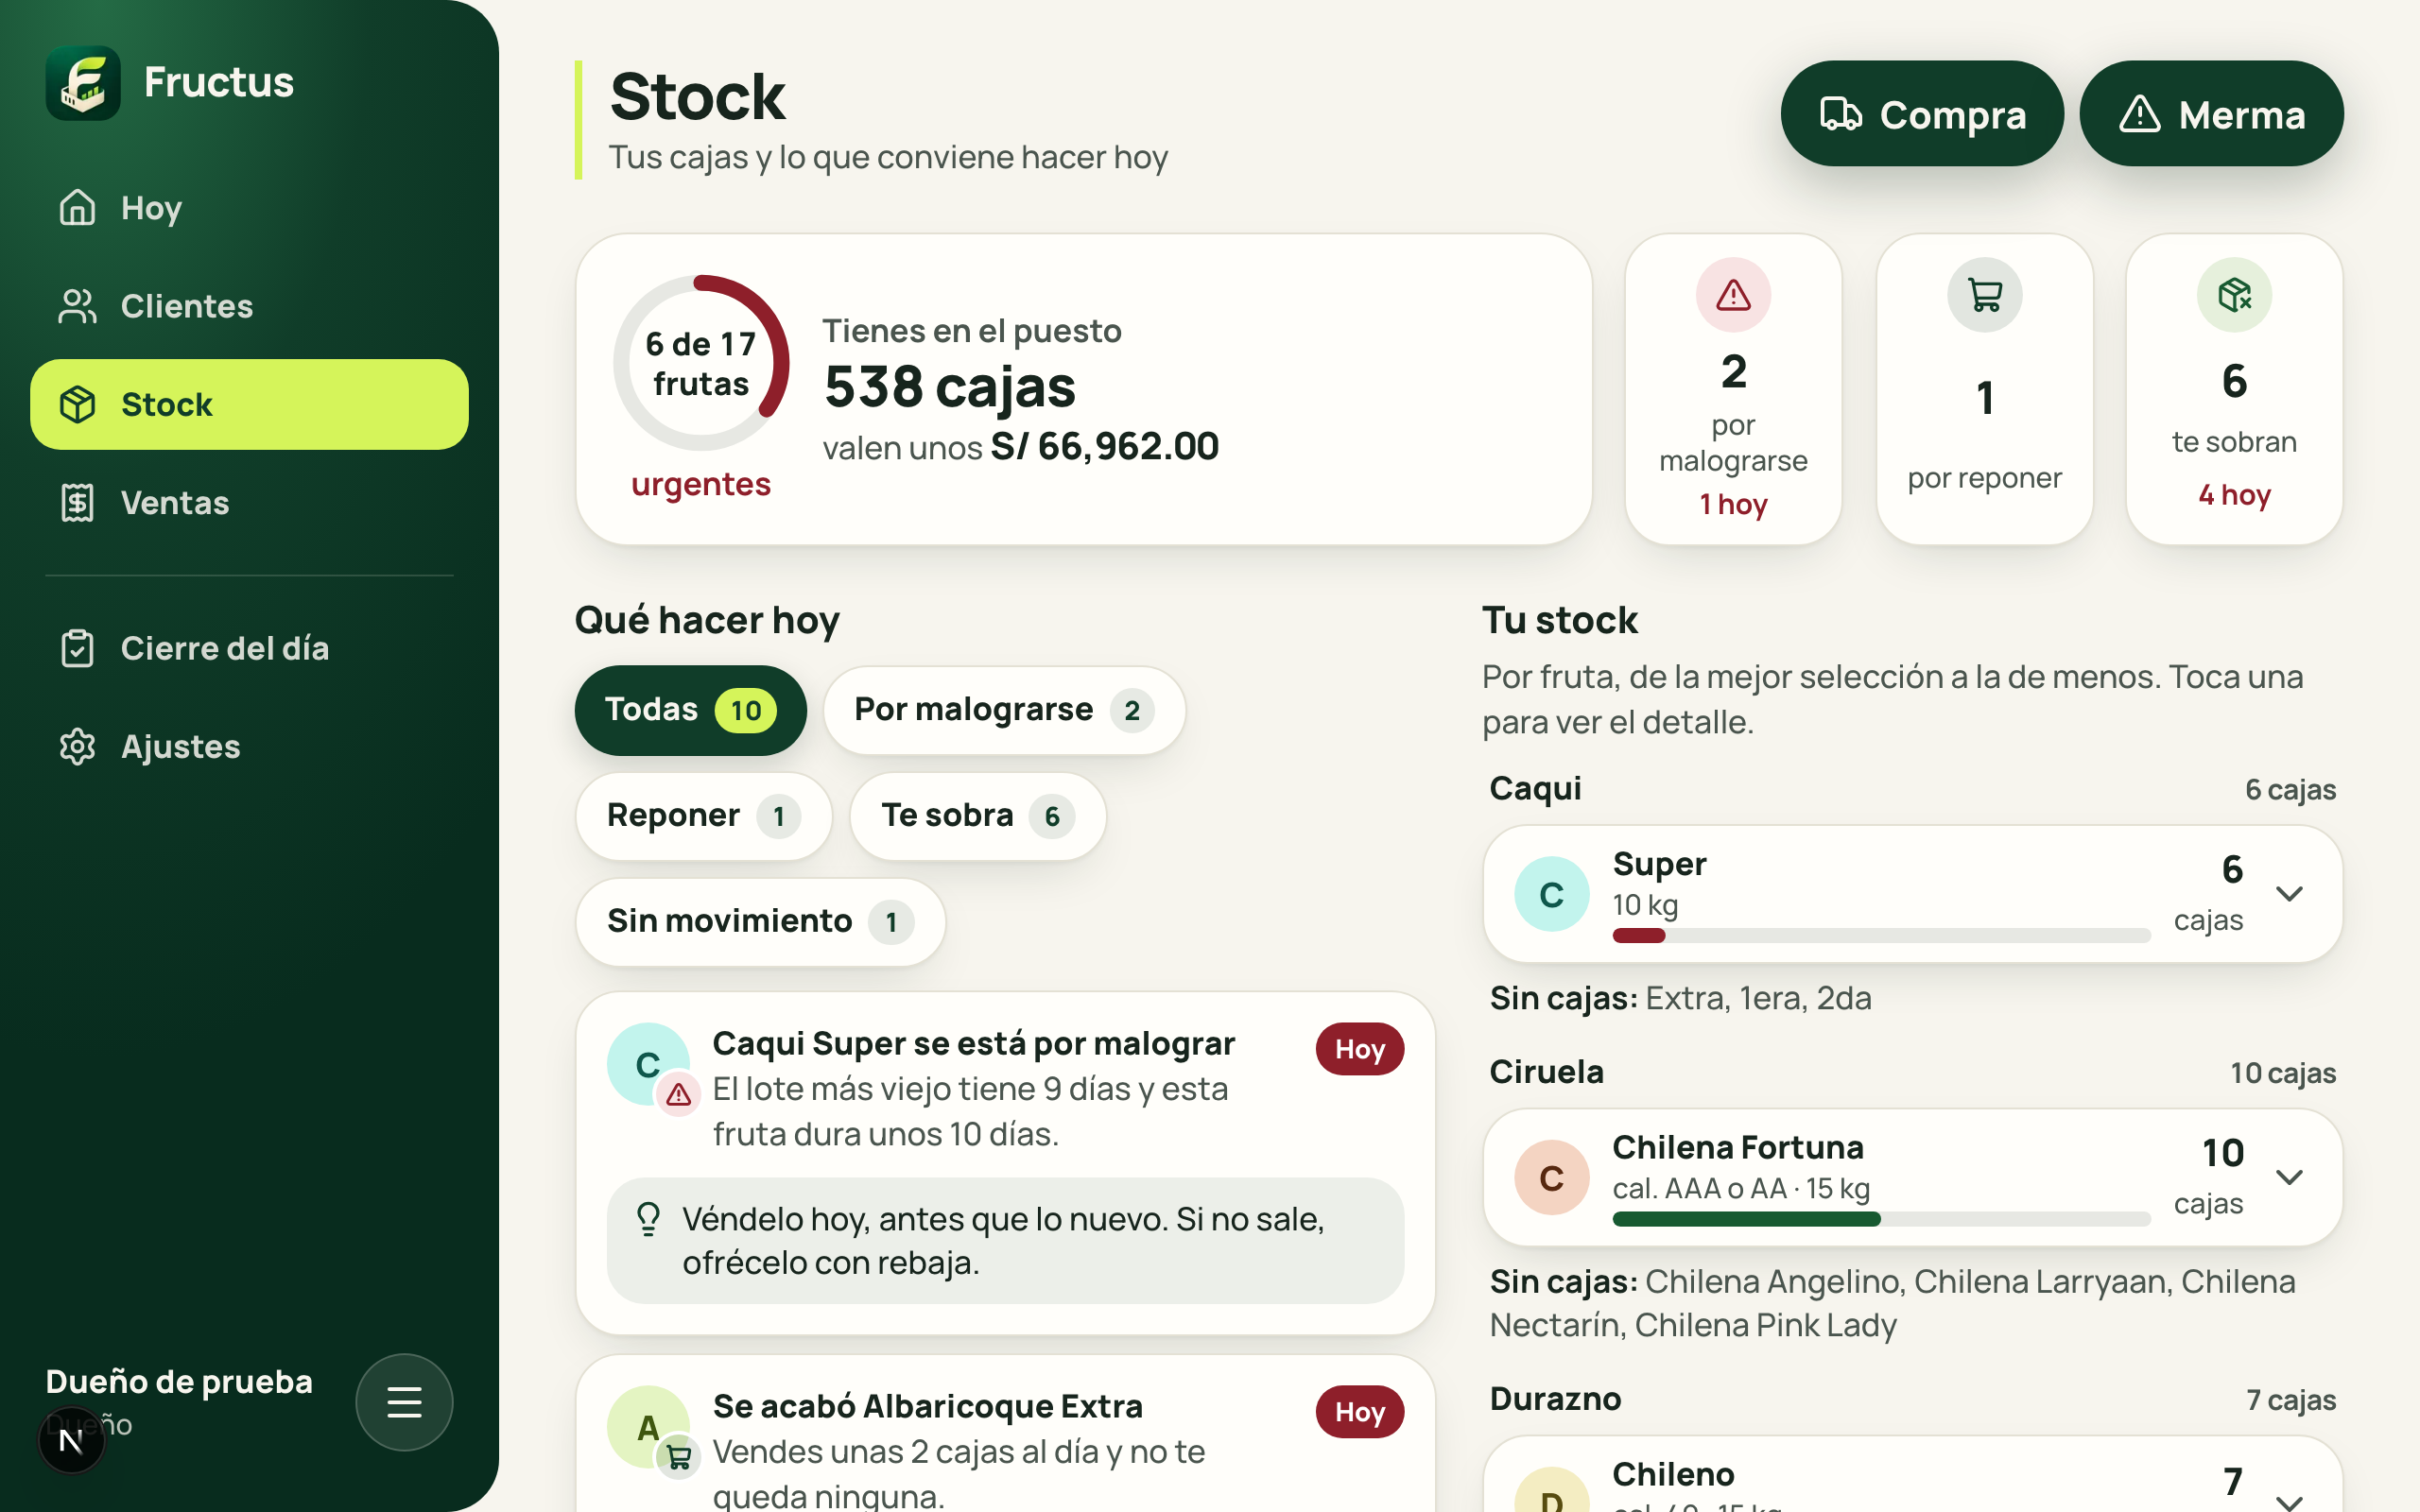 Fructus
Hoy
Clientes
Stock
Ventas
Cierre del día
Ajustes
Dueño de prueba
Dueño
N
Stock
Tus cajas y lo que conviene hacer hoy
Compra
Merma
6 de 17
frutas
urgentes
Tienes en el puesto
538 cajas
valen unos S/ 66,962.00
2
por
malograrse
1 hoy
1
por reponer
6
te sobran
4 hoy
Qué hacer hoy
Todas 10
Por malograrse 2
Reponer 1
Te sobra 6
Sin movimiento 1
C
Caqui Super se está por malograr
Hoy
El lote más viejo tiene 9 días y esta
fruta dura unos 10 días.
Véndelo hoy, antes que lo nuevo. Si no sale,
ofrécelo con rebaja.
A
Se acabó Albaricoque Extra
Hoy
Vendes unas 2 cajas al día y no te
queda ninguna.
Tu stock
Por fruta, de la mejor selección a la de menos. Toca una
para ver el detalle.
Caqui
6 cajas
C
Super
10 kg
6
cajas
Sin cajas: Extra, 1era, 2da
Ciruela
10 cajas
C
Chilena Fortuna
cal. AAA o AA · 15 kg
10
cajas
Sin cajas: Chilena Angelino, Chilena Larryaan, Chilena
Nectarín, Chilena Pink Lady
Durazno
7 cajas
D
Chileno
7